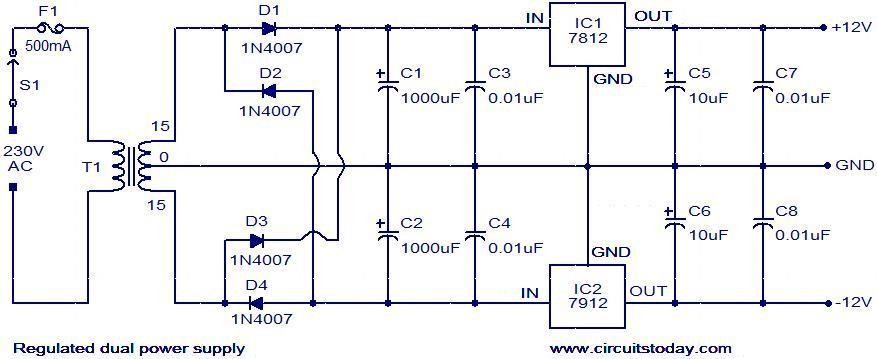 F1
500mA
S1
230V
AC
T1
15
0
15
D1
1N4007
D2
1N4007
D3
1N4007
D4
1N4007
+
C1
1000uF
C3
0.01uF
+
C2
1000uF
C4
0.01uF
IN
IC1
7812
OUT
GND
GND
IN
IC2
7912
OUT
+
C5
10uF
C7
0.01uF
+
C6
10uF
C8
0.01uF
+12V
GND
-12V
Regulated dual power supply
www.circuitstoday.com